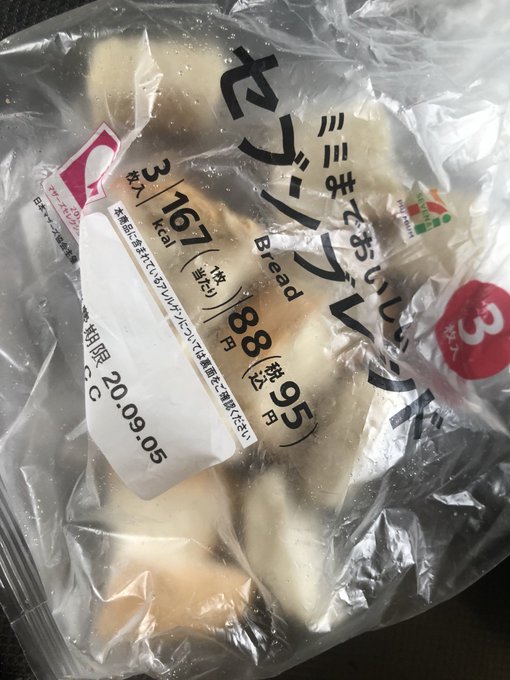 ミミまでおいしい
セブンブレッド
Bread
3枚入
167kcal
(1枚当たり)
88円
(税込95円)
本商品に含まれているアレルゲンについては裏面をご確認ください
期限 20.09.05
3
枚入